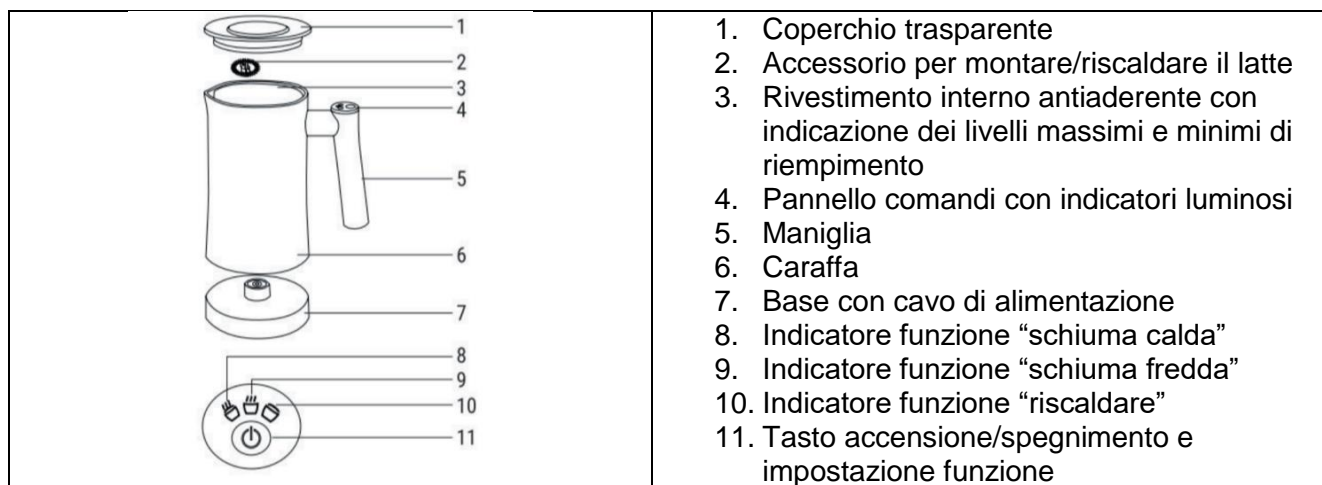 1
2
3
4
5
6
7
8
9
10
11
1. Coperchio trasparente
2. Accessorio per montare/riscaldare il latte
3. Rivestimento interno antiaderente con
indicazione dei livelli massimi e minimi di
riempimento
4. Pannello comandi con indicatori luminosi
5. Maniglia
6. Caraffa
7. Base con cavo di alimentazione
8. Indicatore funzione “schiuma calda”
9. Indicatore funzione “schiuma fredda”
10. Indicatore funzione “riscaldare”
11. Tasto accensione/spegnimento e
impostazione funzione